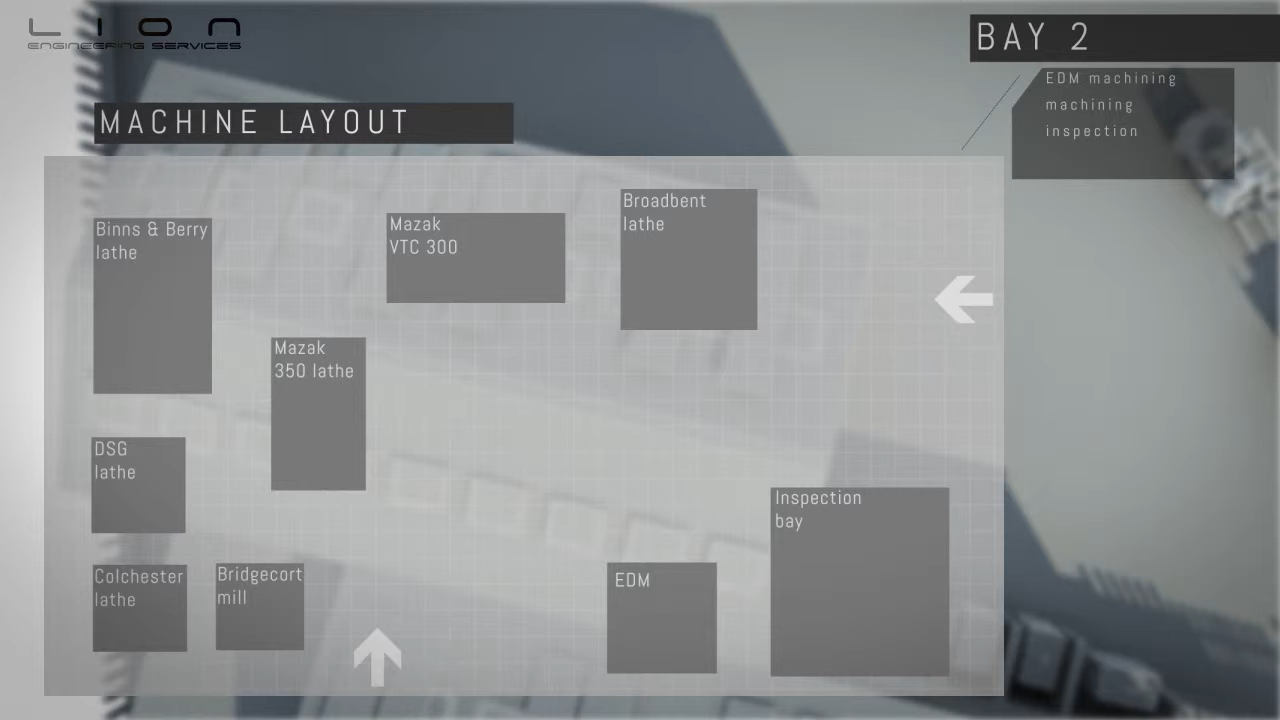 LION
ENGINEERING SERVICES
BAY 2
EDM machining
machining
inspection
MACHINE LAYOUT
Binns & Berry
lathe
Mazak
VTC 300
Broadbent
lathe
Mazak
350 lathe
DSG
lathe
Inspection
bay
Colchester
lathe
Bridgecort
mill
EDM